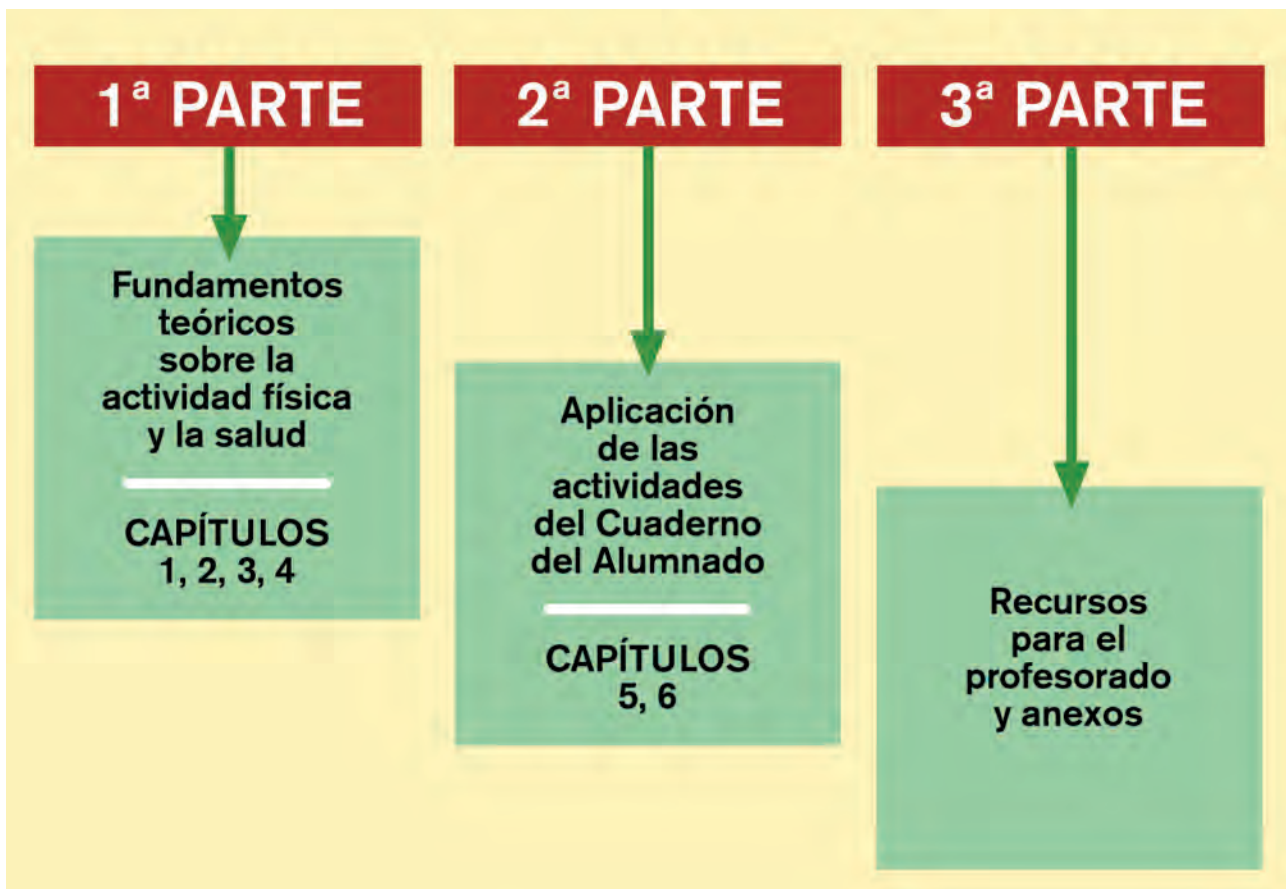 1ª PARTE
Fundamentos
teóricos
sobre la
actividad física
y la salud
CAPÍTULOS
1, 2, 3, 4
2ª PARTE
Aplicación
de las
actividades
del Cuaderno
del Alumnado
CAPÍTULOS
5, 6
3ª PARTE
Recursos
para el
profesorado
y anexos